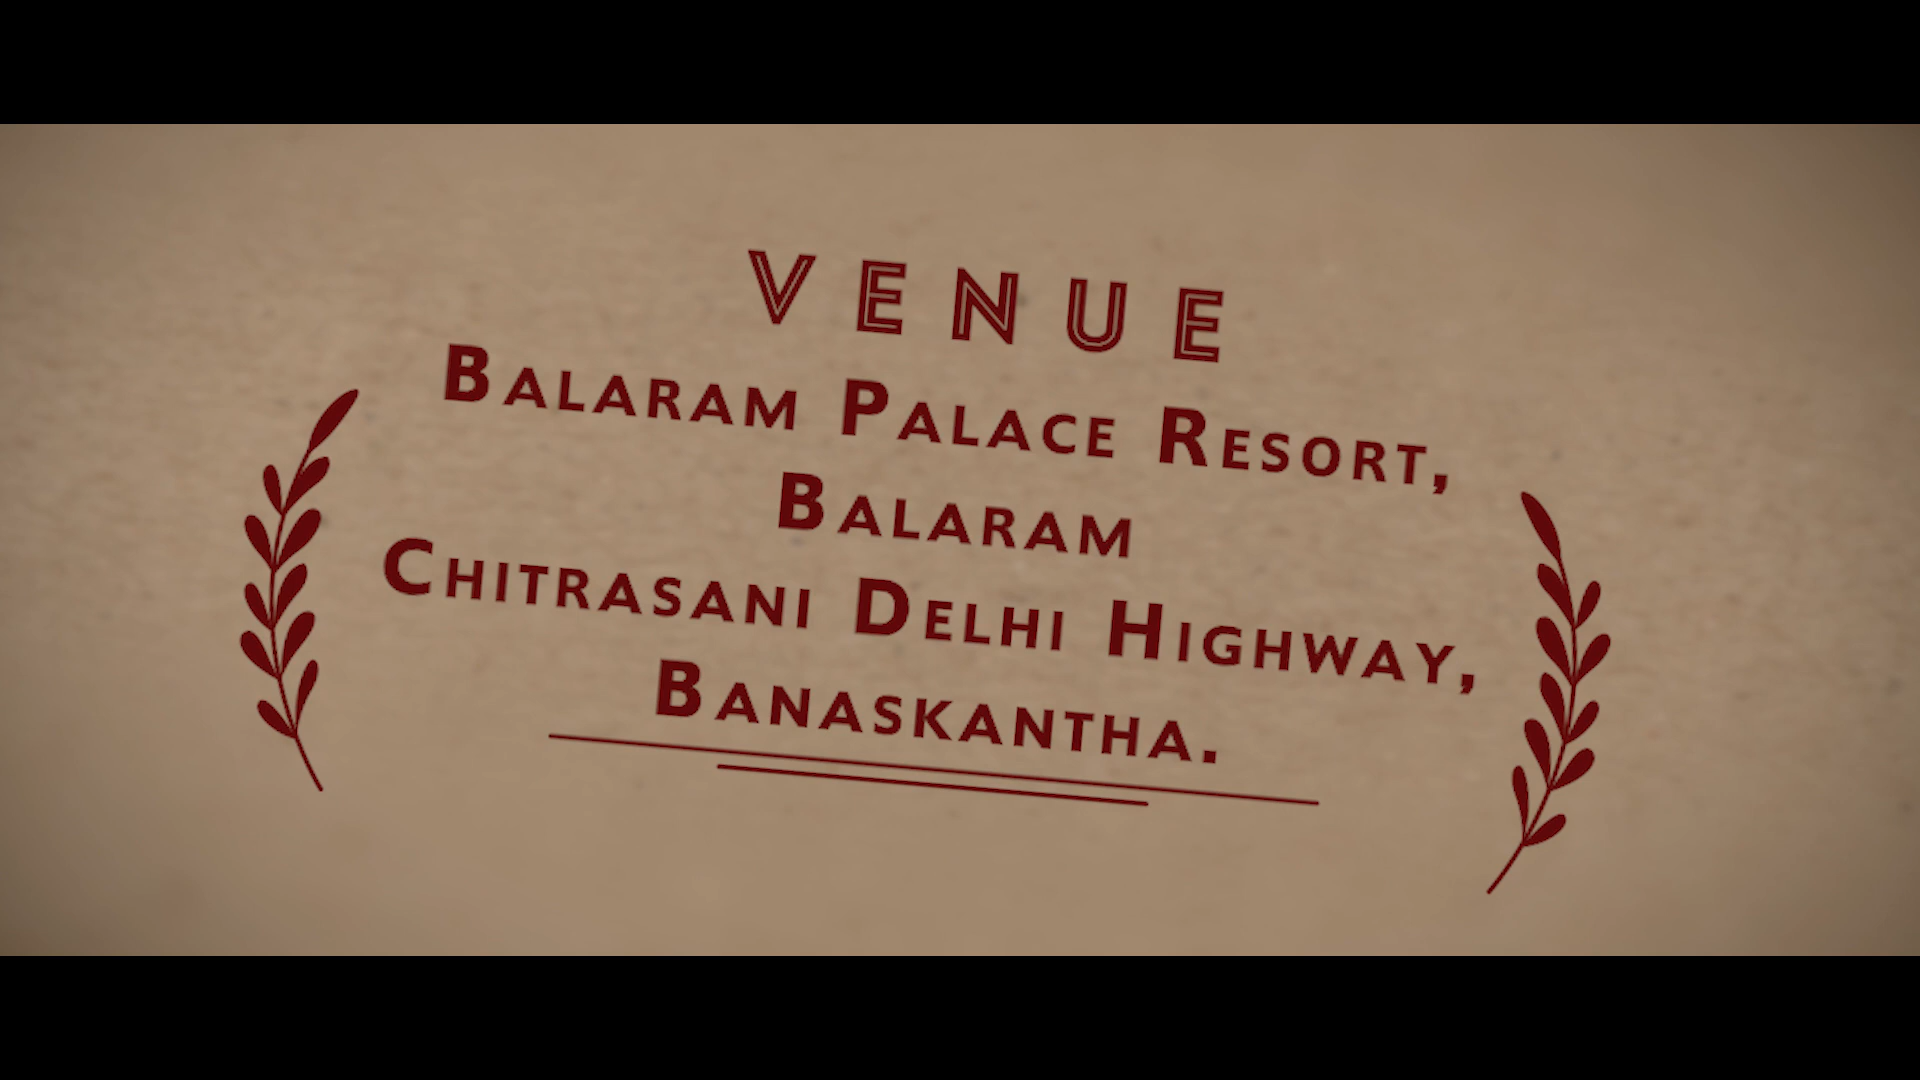 VENUE
Balaram Palace Resort,
Balaram
Chitrasani Delhi Highway,
Banaskantha.